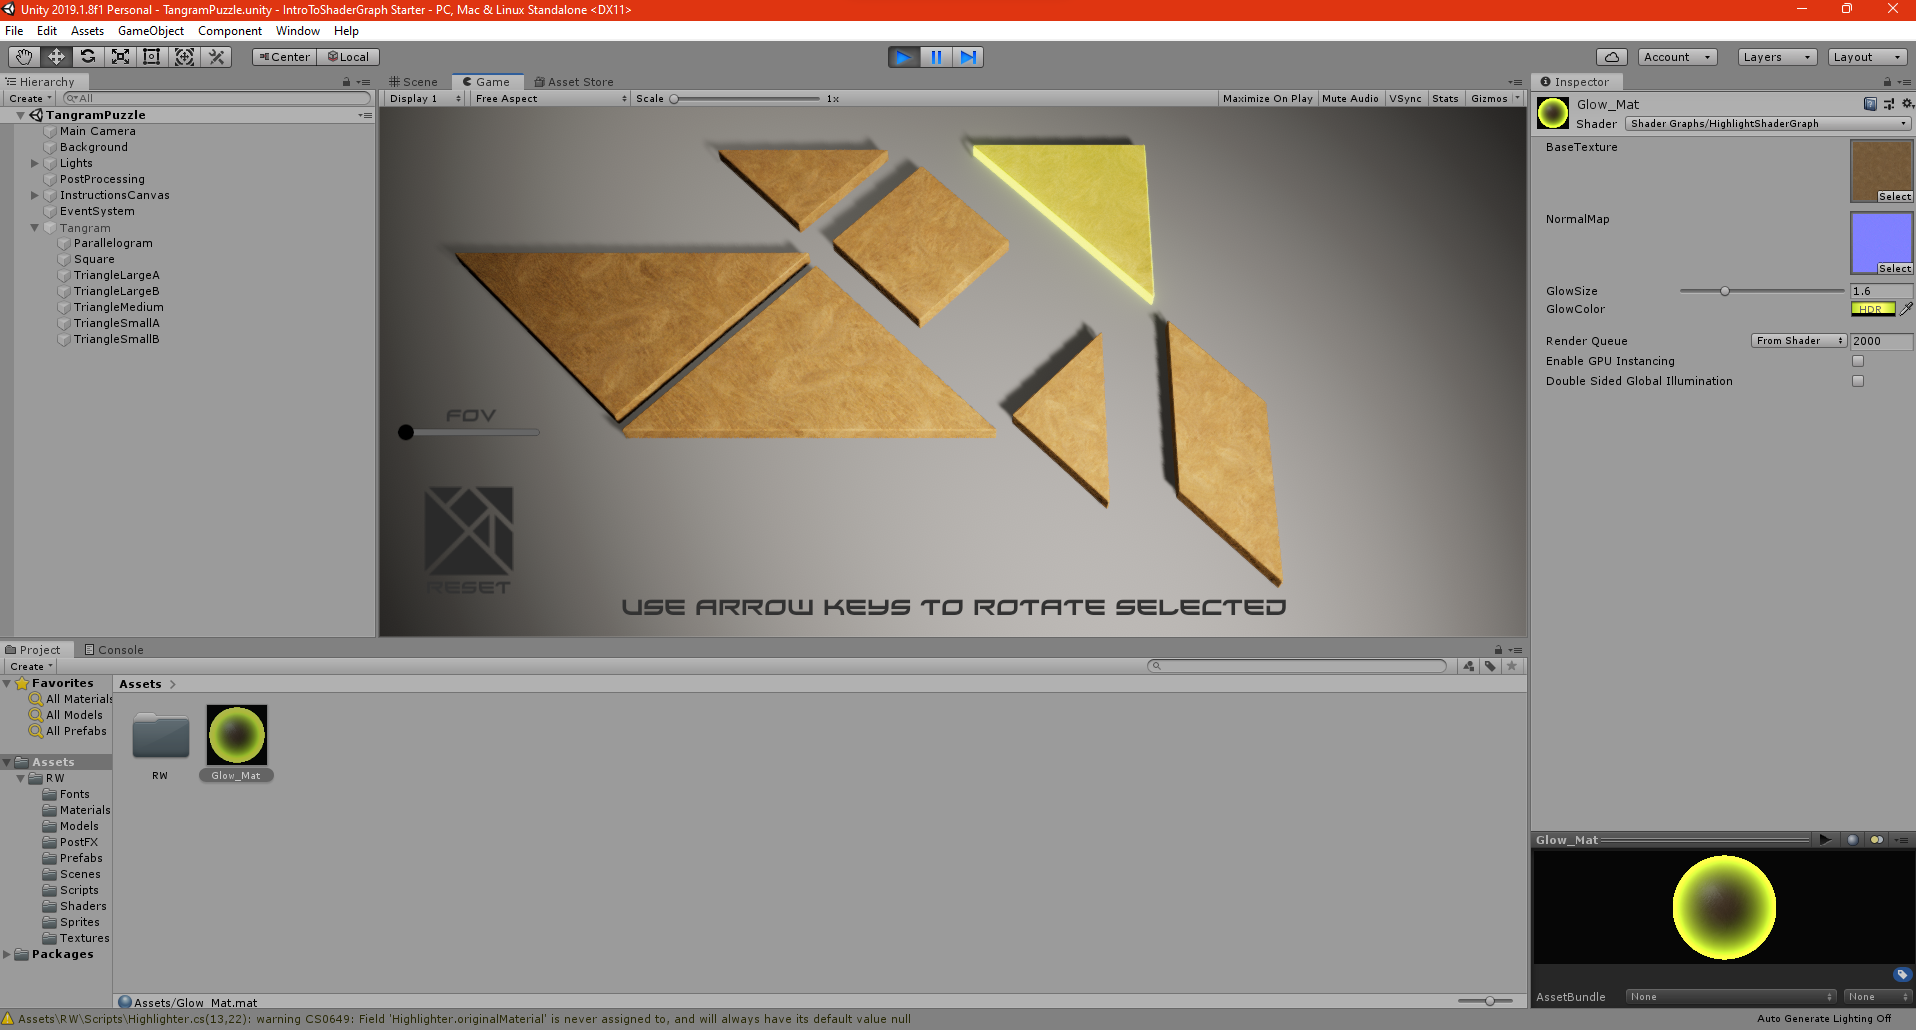 Unity 2019.1.8f1 Personal - TangramPuzzle.unity - IntroToShaderGraph Starter - PC, Mac & Linux Standalone <DX11>
File Edit Assets GameObject Component Window Help
Center Local Account Layers Layout
Hierarchy
Create All
TangramPuzzle
Main Camera
Background
Lights
PostProcessing
InstructionsCanvas
EventSystem
Tangram
Parallelogram
Square
TriangleLargeA
TriangleLargeB
TriangleMedium
TriangleSmallA
TriangleSmallB
Scene Game Asset Store
Display 1 Free Aspect Scale 1x Maximize On Play Mute Audio VSync Stats Gizmos
FOV
RESET
USE ARROW KEYS TO ROTATE SELECTED
Inspector
Glow_Mat
Shader Shader Graphs/HighlightShaderGraph
BaseTexture
Select
NormalMap
Select
GlowSize 1.6
GlowColor HDR
Render Queue From Shader 2000
Enable GPU Instancing
Double Sided Global Illumination
Project Console
Create
Favorites
All Materials
All Models
All Prefabs
Assets
RW
Fonts
Materials
Models
PostFX
Prefabs
Scenes
Scripts
Shaders
Sprites
Textures
Packages
Assets
RW Glow_Mat
Assets/Glow_Mat.mat
Glow_Mat
AssetBundle None None
Assets\RW\Scripts\Highlighter.cs(13,22): warning CS0649: Field 'Highlighter.originalMaterial' is never assigned to, and will always have its default value null
Auto Generate Lighting Off